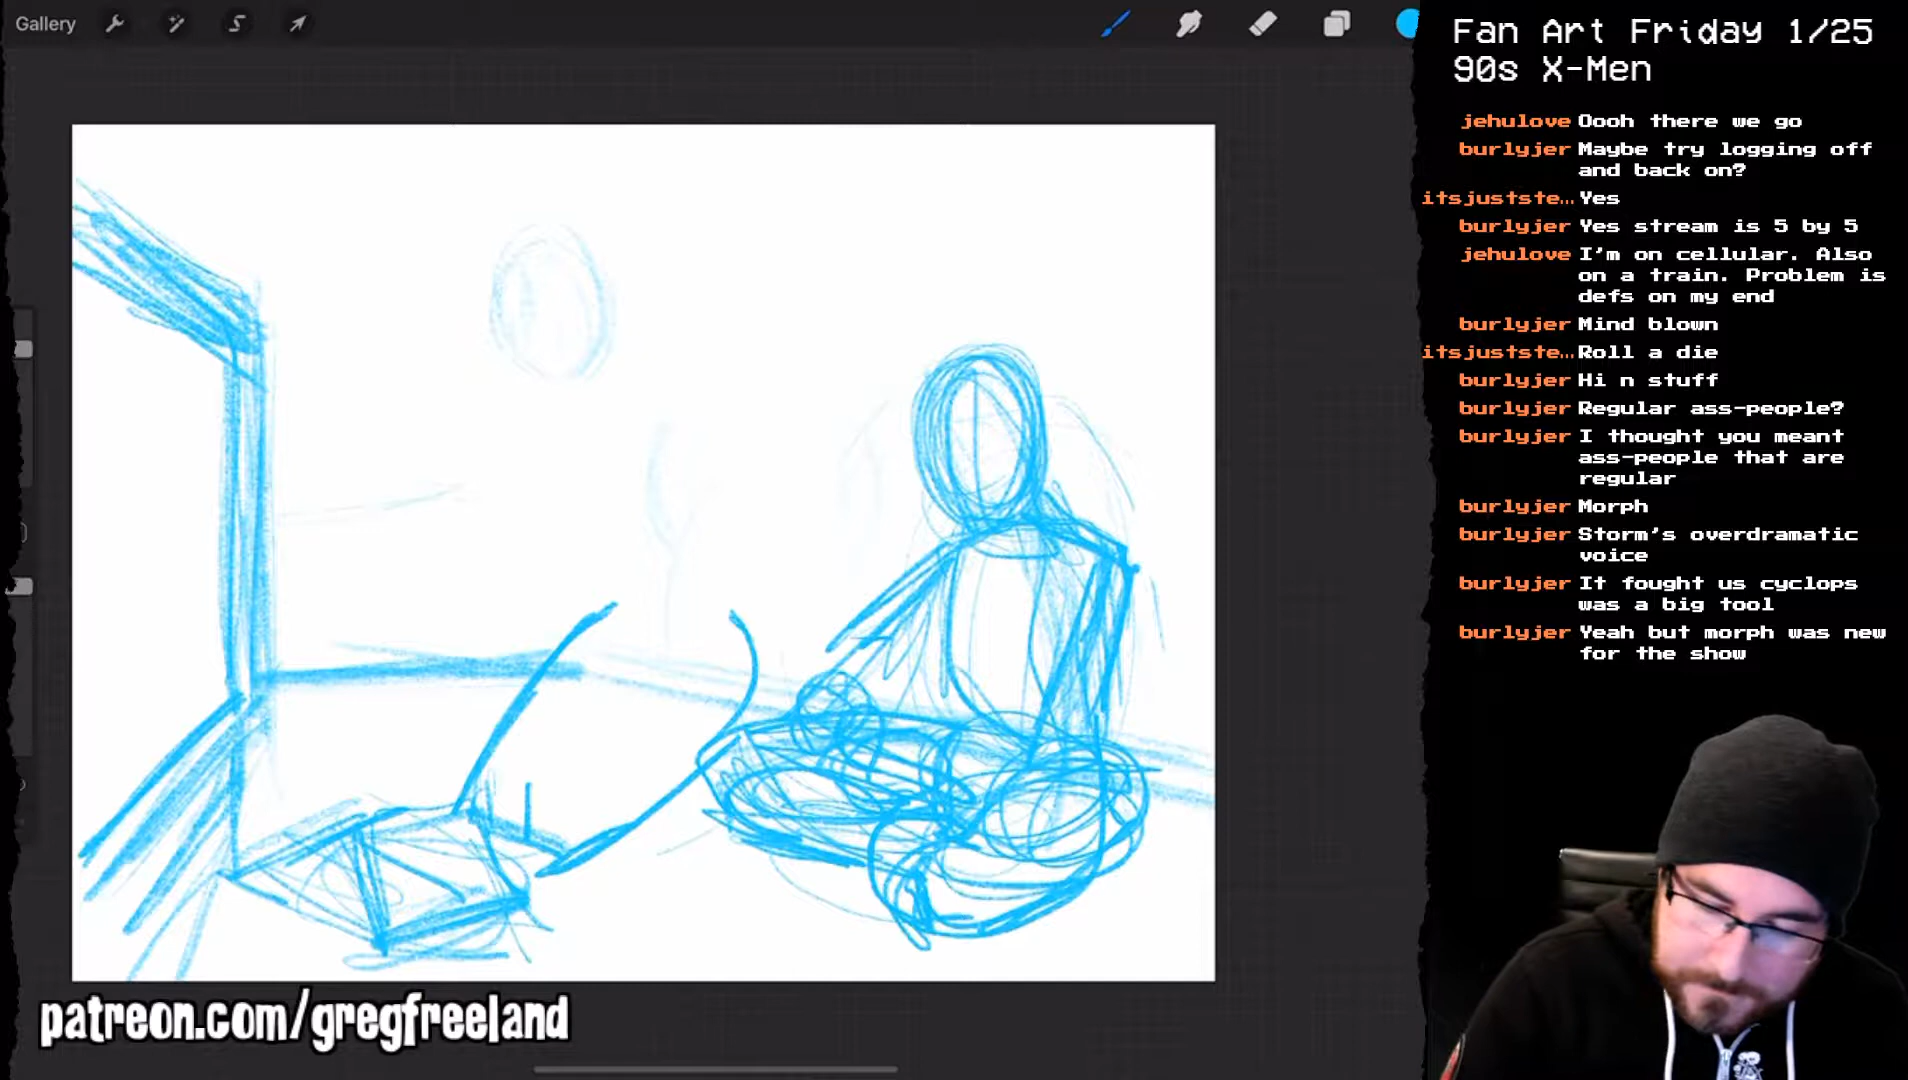 Gallery
Fan Art Friday 1/25
90s X-Men
jehulove Oooh there we go
burlyjer Maybe try logging off
and back on?
itsjustste… Yes
burlyjer Yes stream is 5 by 5
jehulove I'm on cellular. Also
on a train. Problem is
defs on my end
burlyjer Mind blown
itsjustste… Roll a die
burlyjer Hi n stuff
burlyjer Regular ass-people?
burlyjer I thought you meant
ass-people that are
regular
burlyjer Morph
burlyjer Storm's overdramatic
voice
burlyjer It fought us cyclops
was a big tool
burlyjer Yeah but morph was new
for the show
patreon.com/gregfreeland